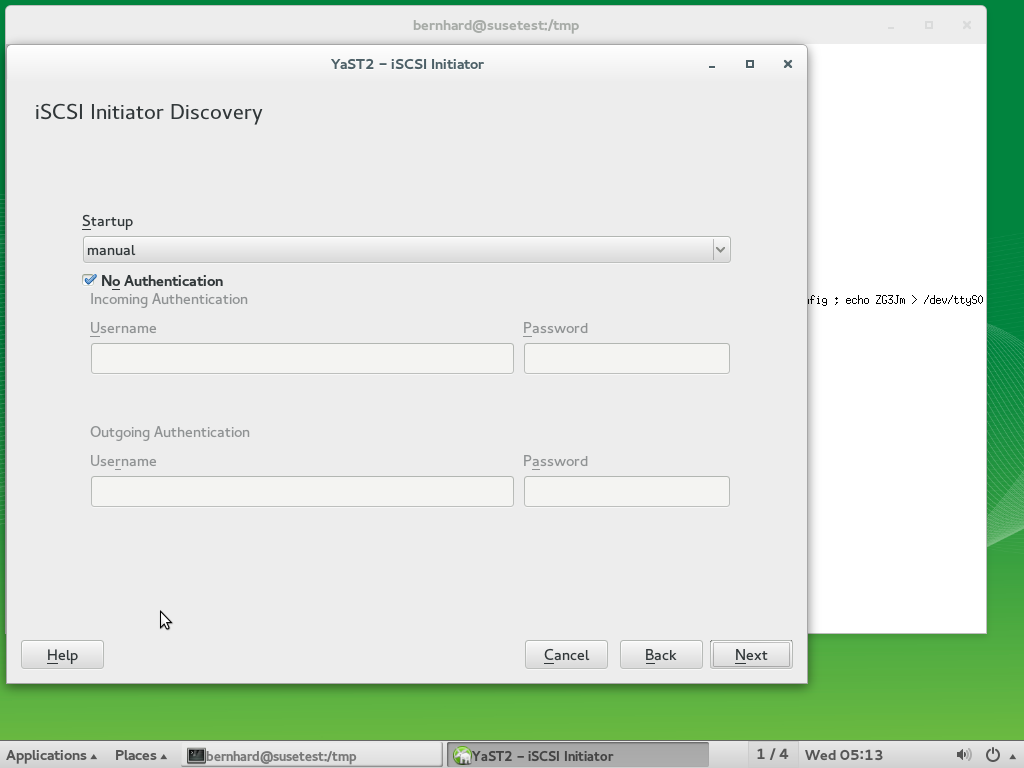 bernhard@susetest:/tmp
YaST2 – iSCSI Initiator
iSCSI Initiator Discovery
Startup
manual
No Authentication
Incoming Authentication
; echo ZG3Jm > /dev/ttyS0
Username Password
Outgoing Authentication
Username Password
Help Cancel Back Next
Applications Places bernhard@susetest:/tmp YaST2 – iSCSI Initiator 1 / 4 Wed 05:13